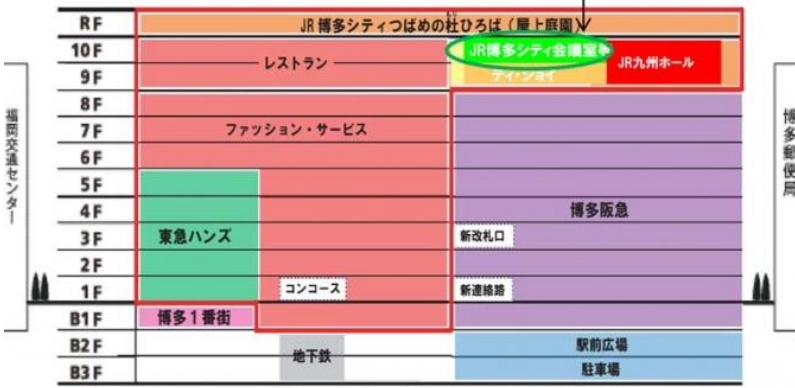 RF
JR博多シティつばめの杜ひろば（屋上庭園）
10F
レストラン
JR博多シティ会議室
JR九州ホール
9F
ティ・ジョイ
8F
7F
ファッション・サービス
6F
5F
4F
博多阪急
3F
東急ハンズ
新改札口
2F
1F
コンコース
新連絡路
B1F
博多1番街
B2F
地下鉄
駅前広場
B3F
駐車場
福岡交通センター
博多郵便局